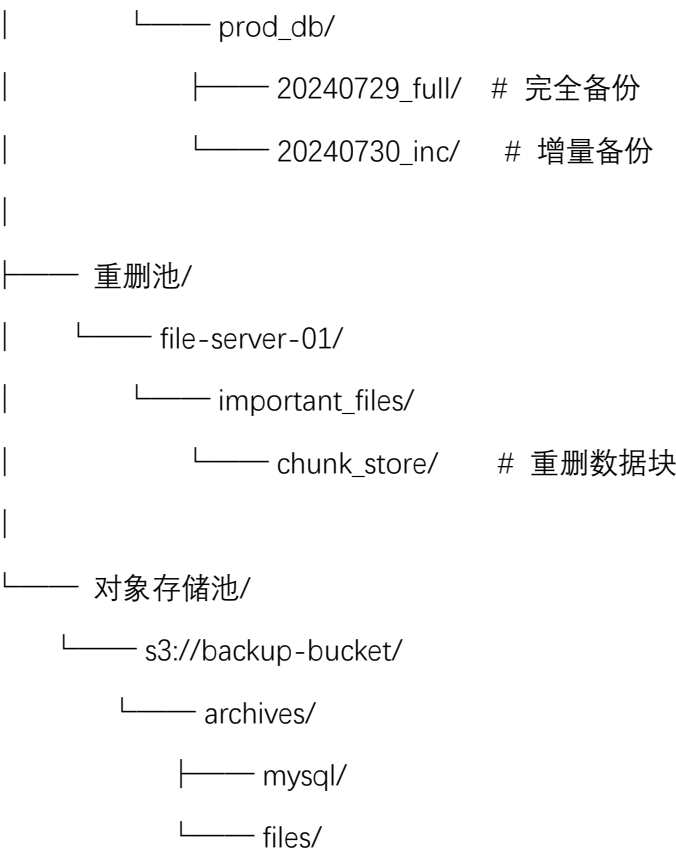 │ └── prod_db/
│ ├── 20240729_full/ # 完全备份
│ └── 20240730_inc/ # 增量备份
│
├── 重删池/
│ └── file-server-01/
│ └── important_files/
│ └── chunk_store/ # 重删数据块
│
└── 对象存储池/
└── s3://backup-bucket/
└── archives/
├── mysql/
└── files/